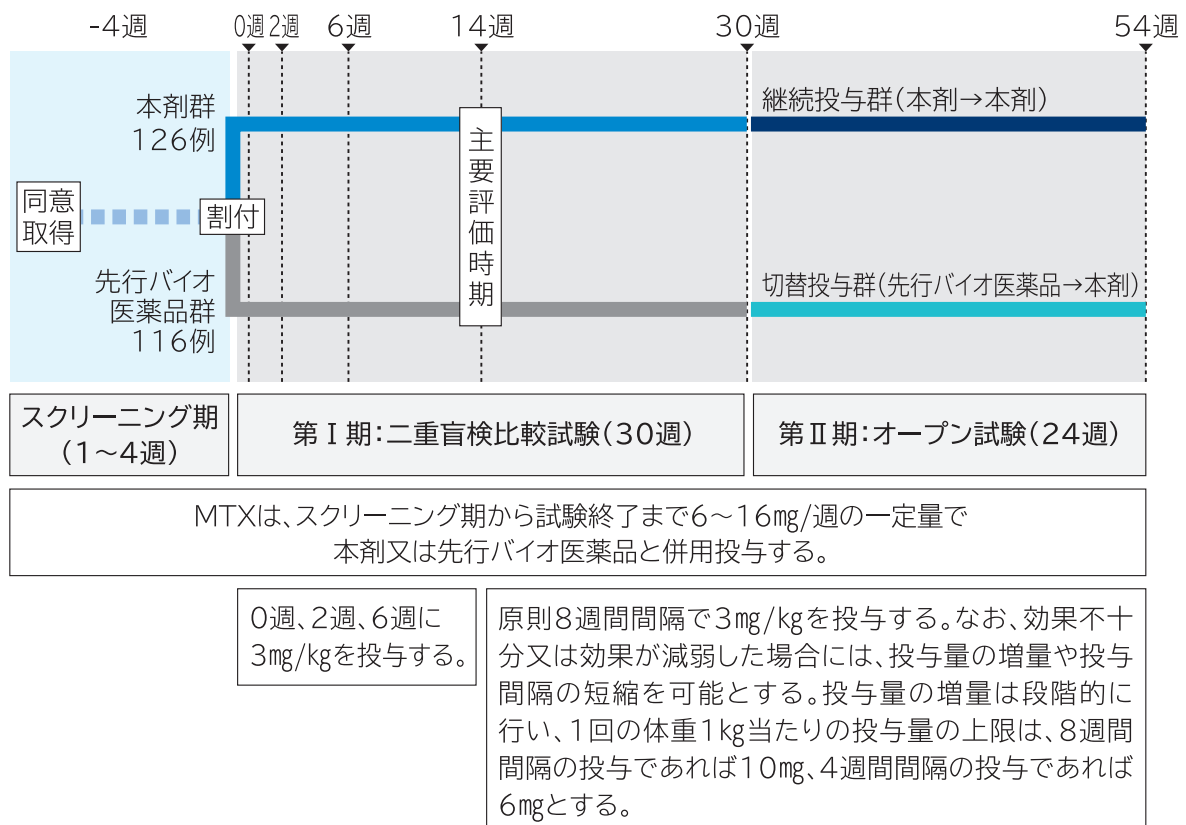 -4週 0週 2週 6週 14週 30週 54週
本剤群
126例
同意
取得
割付
先行バイオ
医薬品群
116例
主要評価時期
継続投与群(本剤→本剤)
切替投与群(先行バイオ医薬品→本剤)
スクリーニング期
(1～4週)
第Ⅰ期:二重盲検比較試験(30週)
第Ⅱ期:オープン試験(24週)
MTXは、スクリーニング期から試験終了まで6～16㎎/週の一定量で
本剤又は先行バイオ医薬品と併用投与する。
0週、2週、6週に
3㎎/㎏を投与する。
原則8週間間隔で3㎎/㎏を投与する。なお、効果不十
分又は効果が減弱した場合には、投与量の増量や投与
間隔の短縮を可能とする。投与量の増量は段階的に
行い、1回の体重1㎏当たりの投与量の上限は、8週間
間隔の投与であれば10㎎、4週間間隔の投与であれば
6㎎とする。